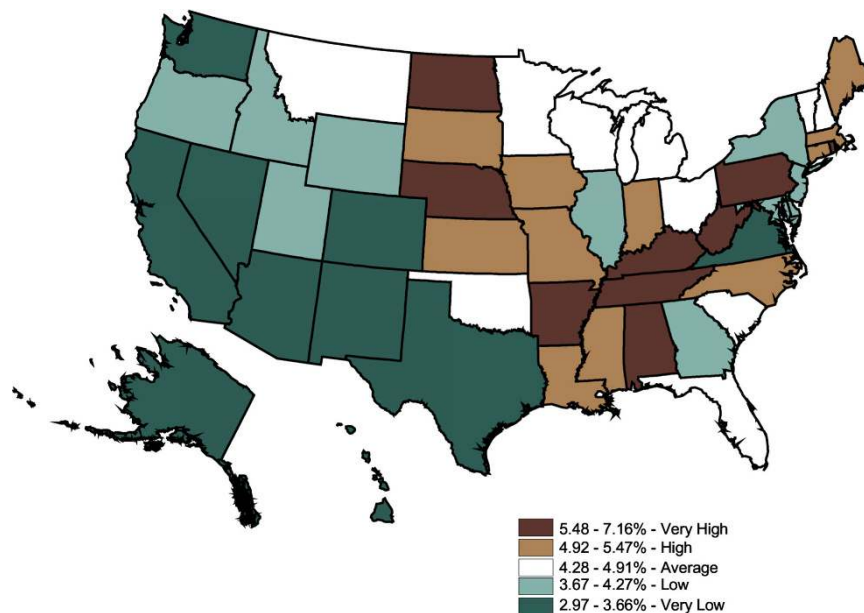 5.48 - 7.16% - Very High
4.92 - 5.47% - High
4.28 - 4.91% - Average
3.67 - 4.27% - Low
2.97 - 3.66% - Very Low